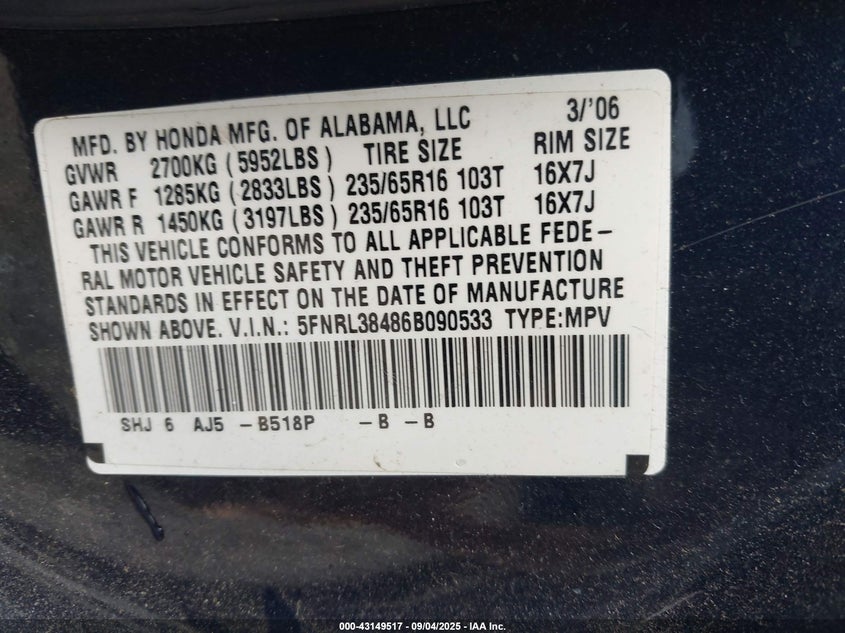 MFD. BY HONDA MFG. OF ALABAMA, LLC 3/'06
GVWR 2700KG (5952LBS) TIRE SIZE RIM SIZE
GAWR F 1285KG (2833LBS) 235/65R16 103T 16X7J
GAWR R 1450KG (3197LBS) 235/65R16 103T 16X7J
THIS VEHICLE CONFORMS TO ALL APPLICABLE FEDE-
RAL MOTOR VEHICLE SAFETY AND THEFT PREVENTION
STANDARDS IN EFFECT ON THE DATE OF MANUFACTURE
SHOWN ABOVE. V.I.N.: 5FNRL38486B090533 TYPE:MPV
SHJ 6 AJ5 -B518P -B -B
000-43149517 - 09/04/2025 - IAA Inc.